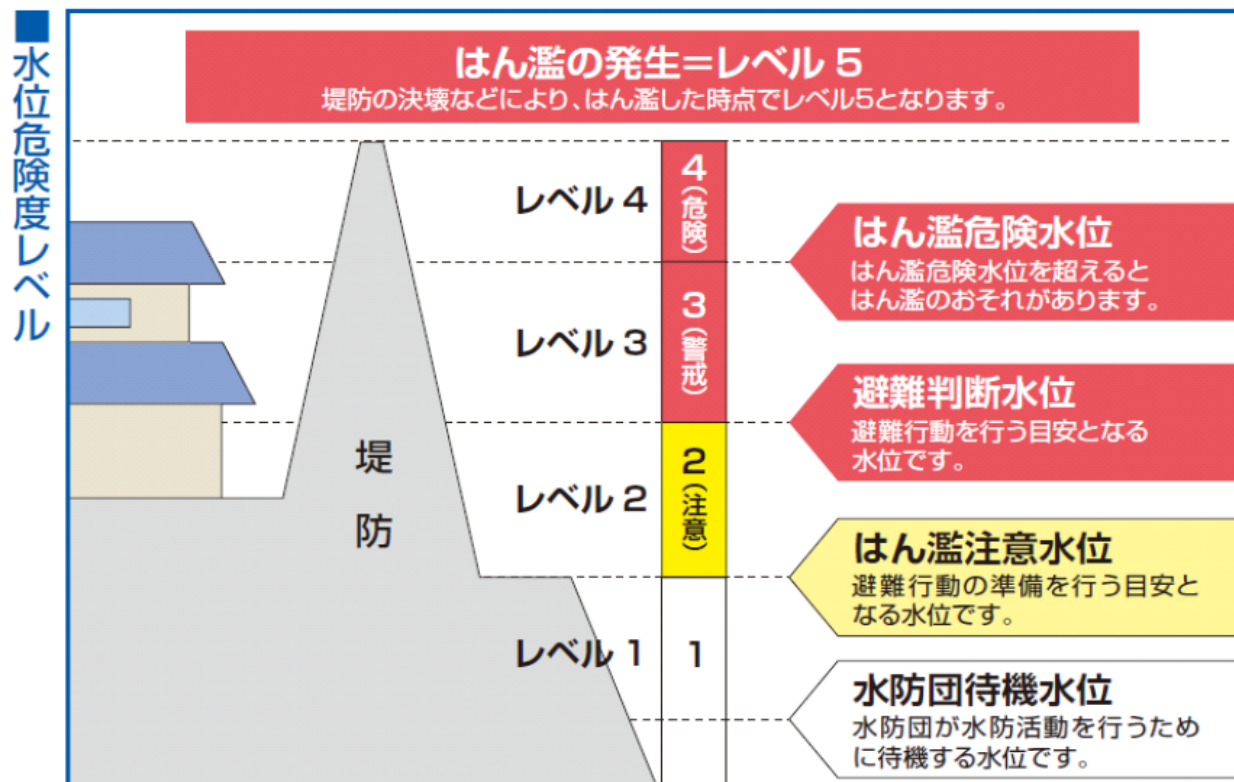 ■水位危険度レベル
はん濫の発生=レベル 5
堤防の決壊などにより、はん濫した時点でレベル5となります。
レベル 4
4(危険)
はん濫危険水位
はん濫危険水位を超えると
はん濫のおそれがあります。
レベル 3
3(警戒)
避難判断水位
避難行動を行う目安となる
水位です。
堤防
レベル 2
2(注意)
はん濫注意水位
避難行動の準備を行う目安と
なる水位です。
レベル 1
1
水防団待機水位
水防団が水防活動を行うため
に待機する水位です。